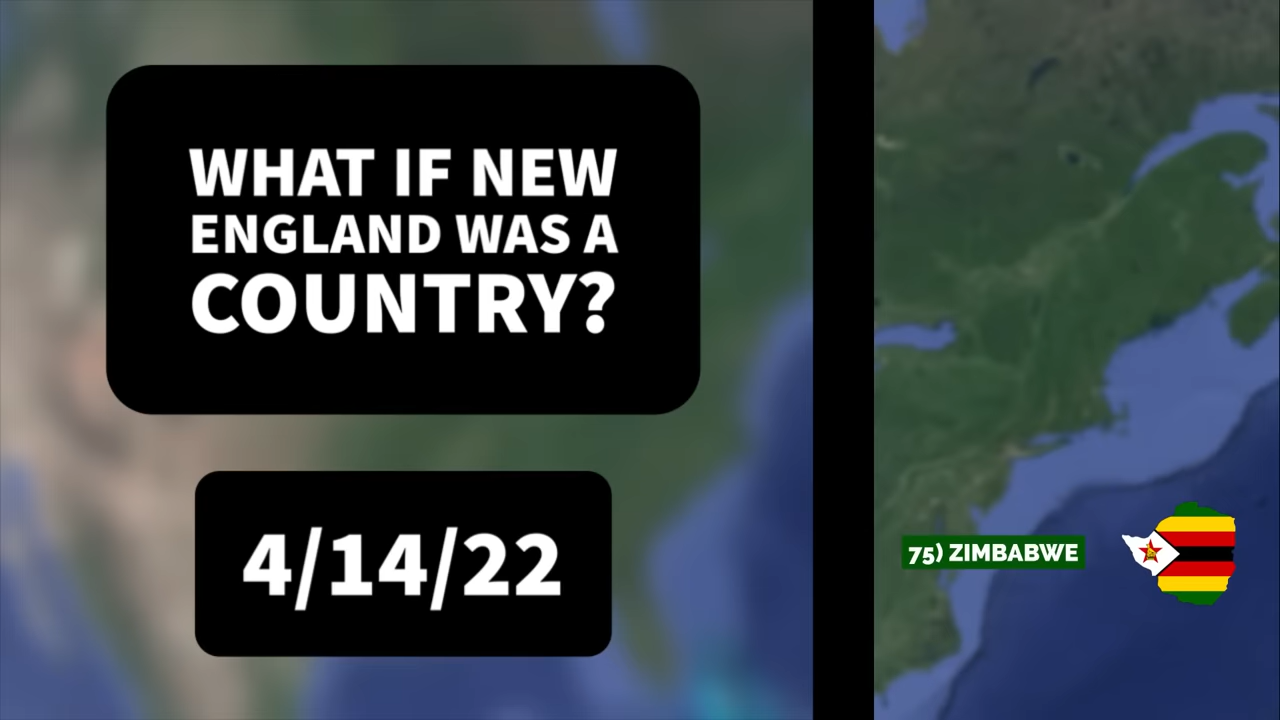 WHAT IF NEW
ENGLAND WAS A
COUNTRY?
4/14/22
75) ZIMBABWE